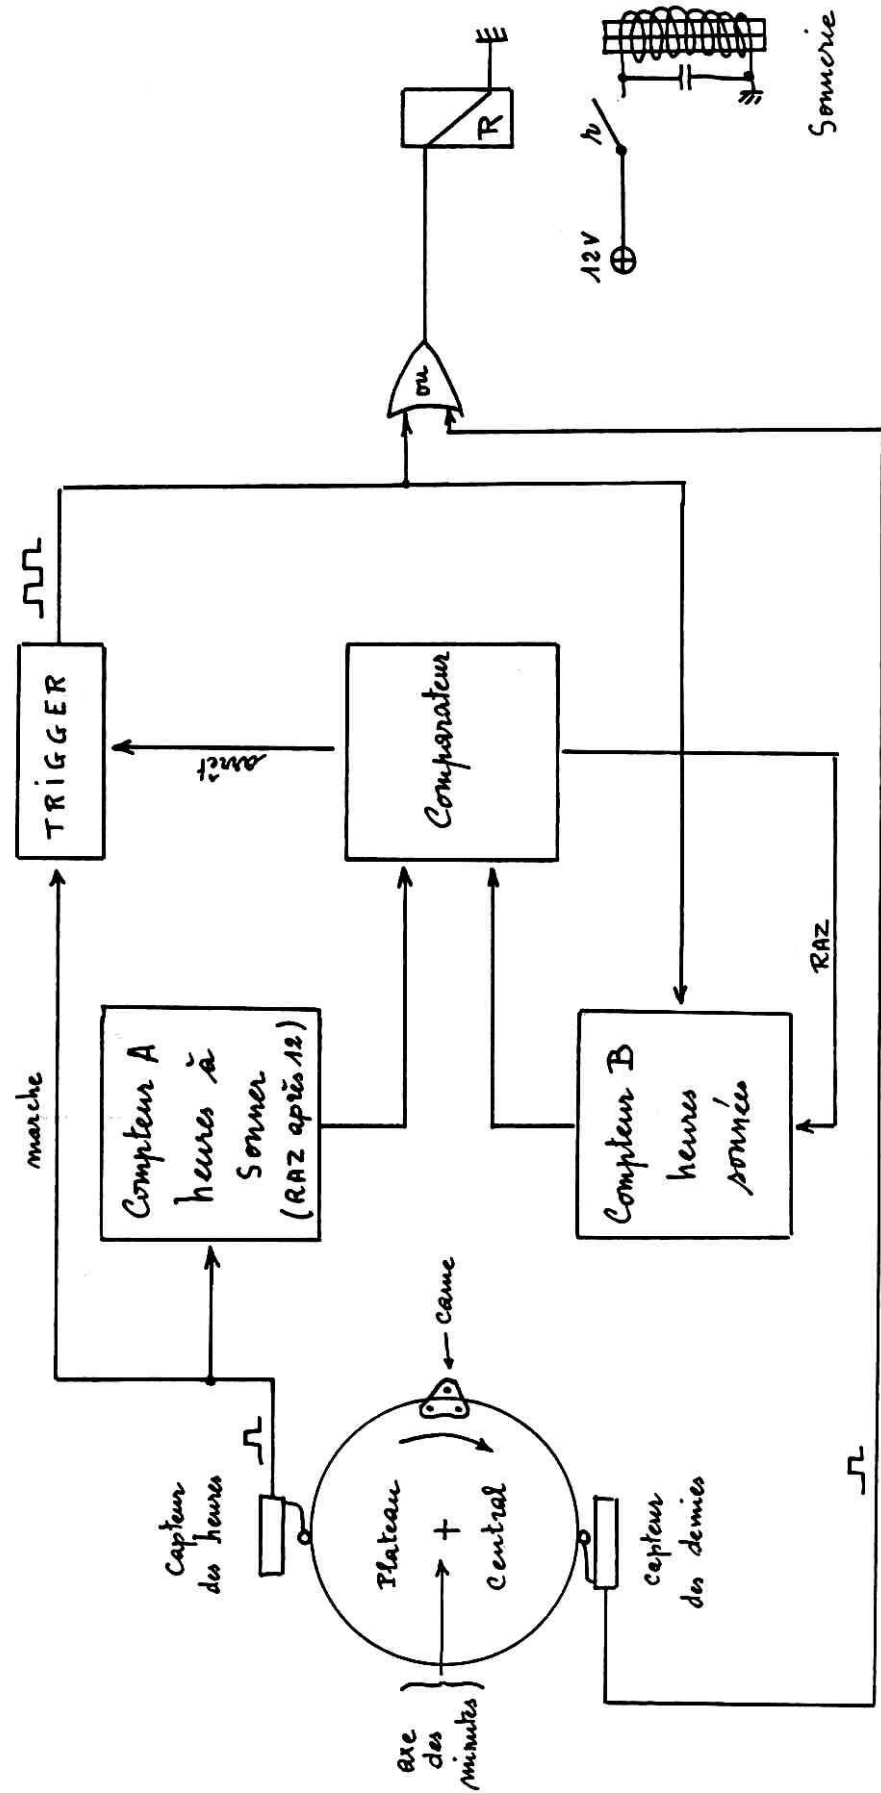 marche
TRIGGER
arrêt
Capteur
des heures
Compteur A
heures à
sonner
(RAZ après 12)
Comparateur
ou
R
axe
des
minutes
Plateau
+
Central
came
Compteur B
heures
sonnées
RAZ
capteur
des demies
12V
r
Sonnerie